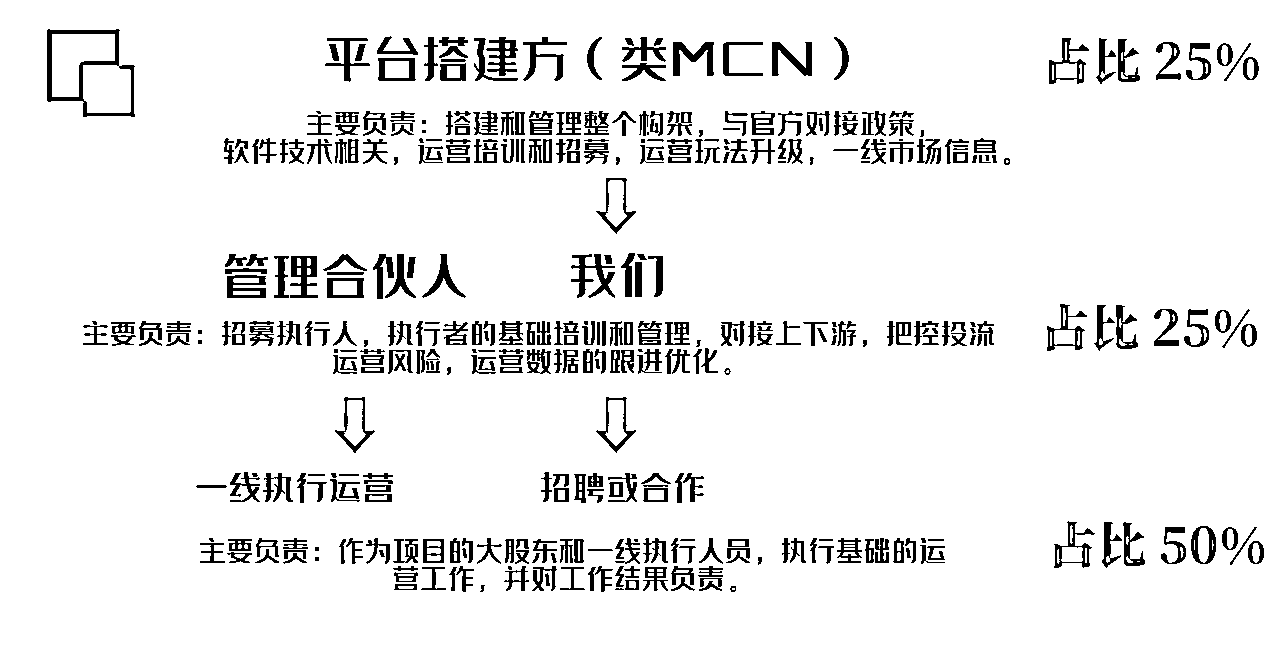 平台搭建方（类MCN）
占比 25%
主要负责：搭建和管理整个构架，与官方对接政策，
软件技术相关，运营培训和招募，运营玩法升级，一线市场信息。
管理合伙人 我们
主要负责：招募执行人，执行者的基础培训和管理，对接上下游，把控投流
运营风险，运营数据的跟进优化。
占比 25%
一线执行运营 招聘或合作
主要负责：作为项目的大股东和一线执行人员，执行基础的运
营工作，并对工作结果负责。
占比 50%